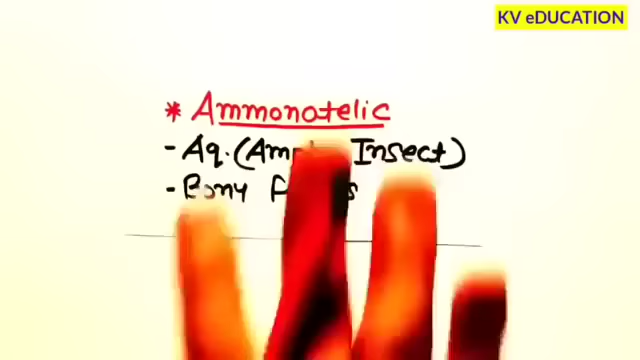 KV eDUCATION
* Ammonotelic
- Aq. (Insect)
- Bony